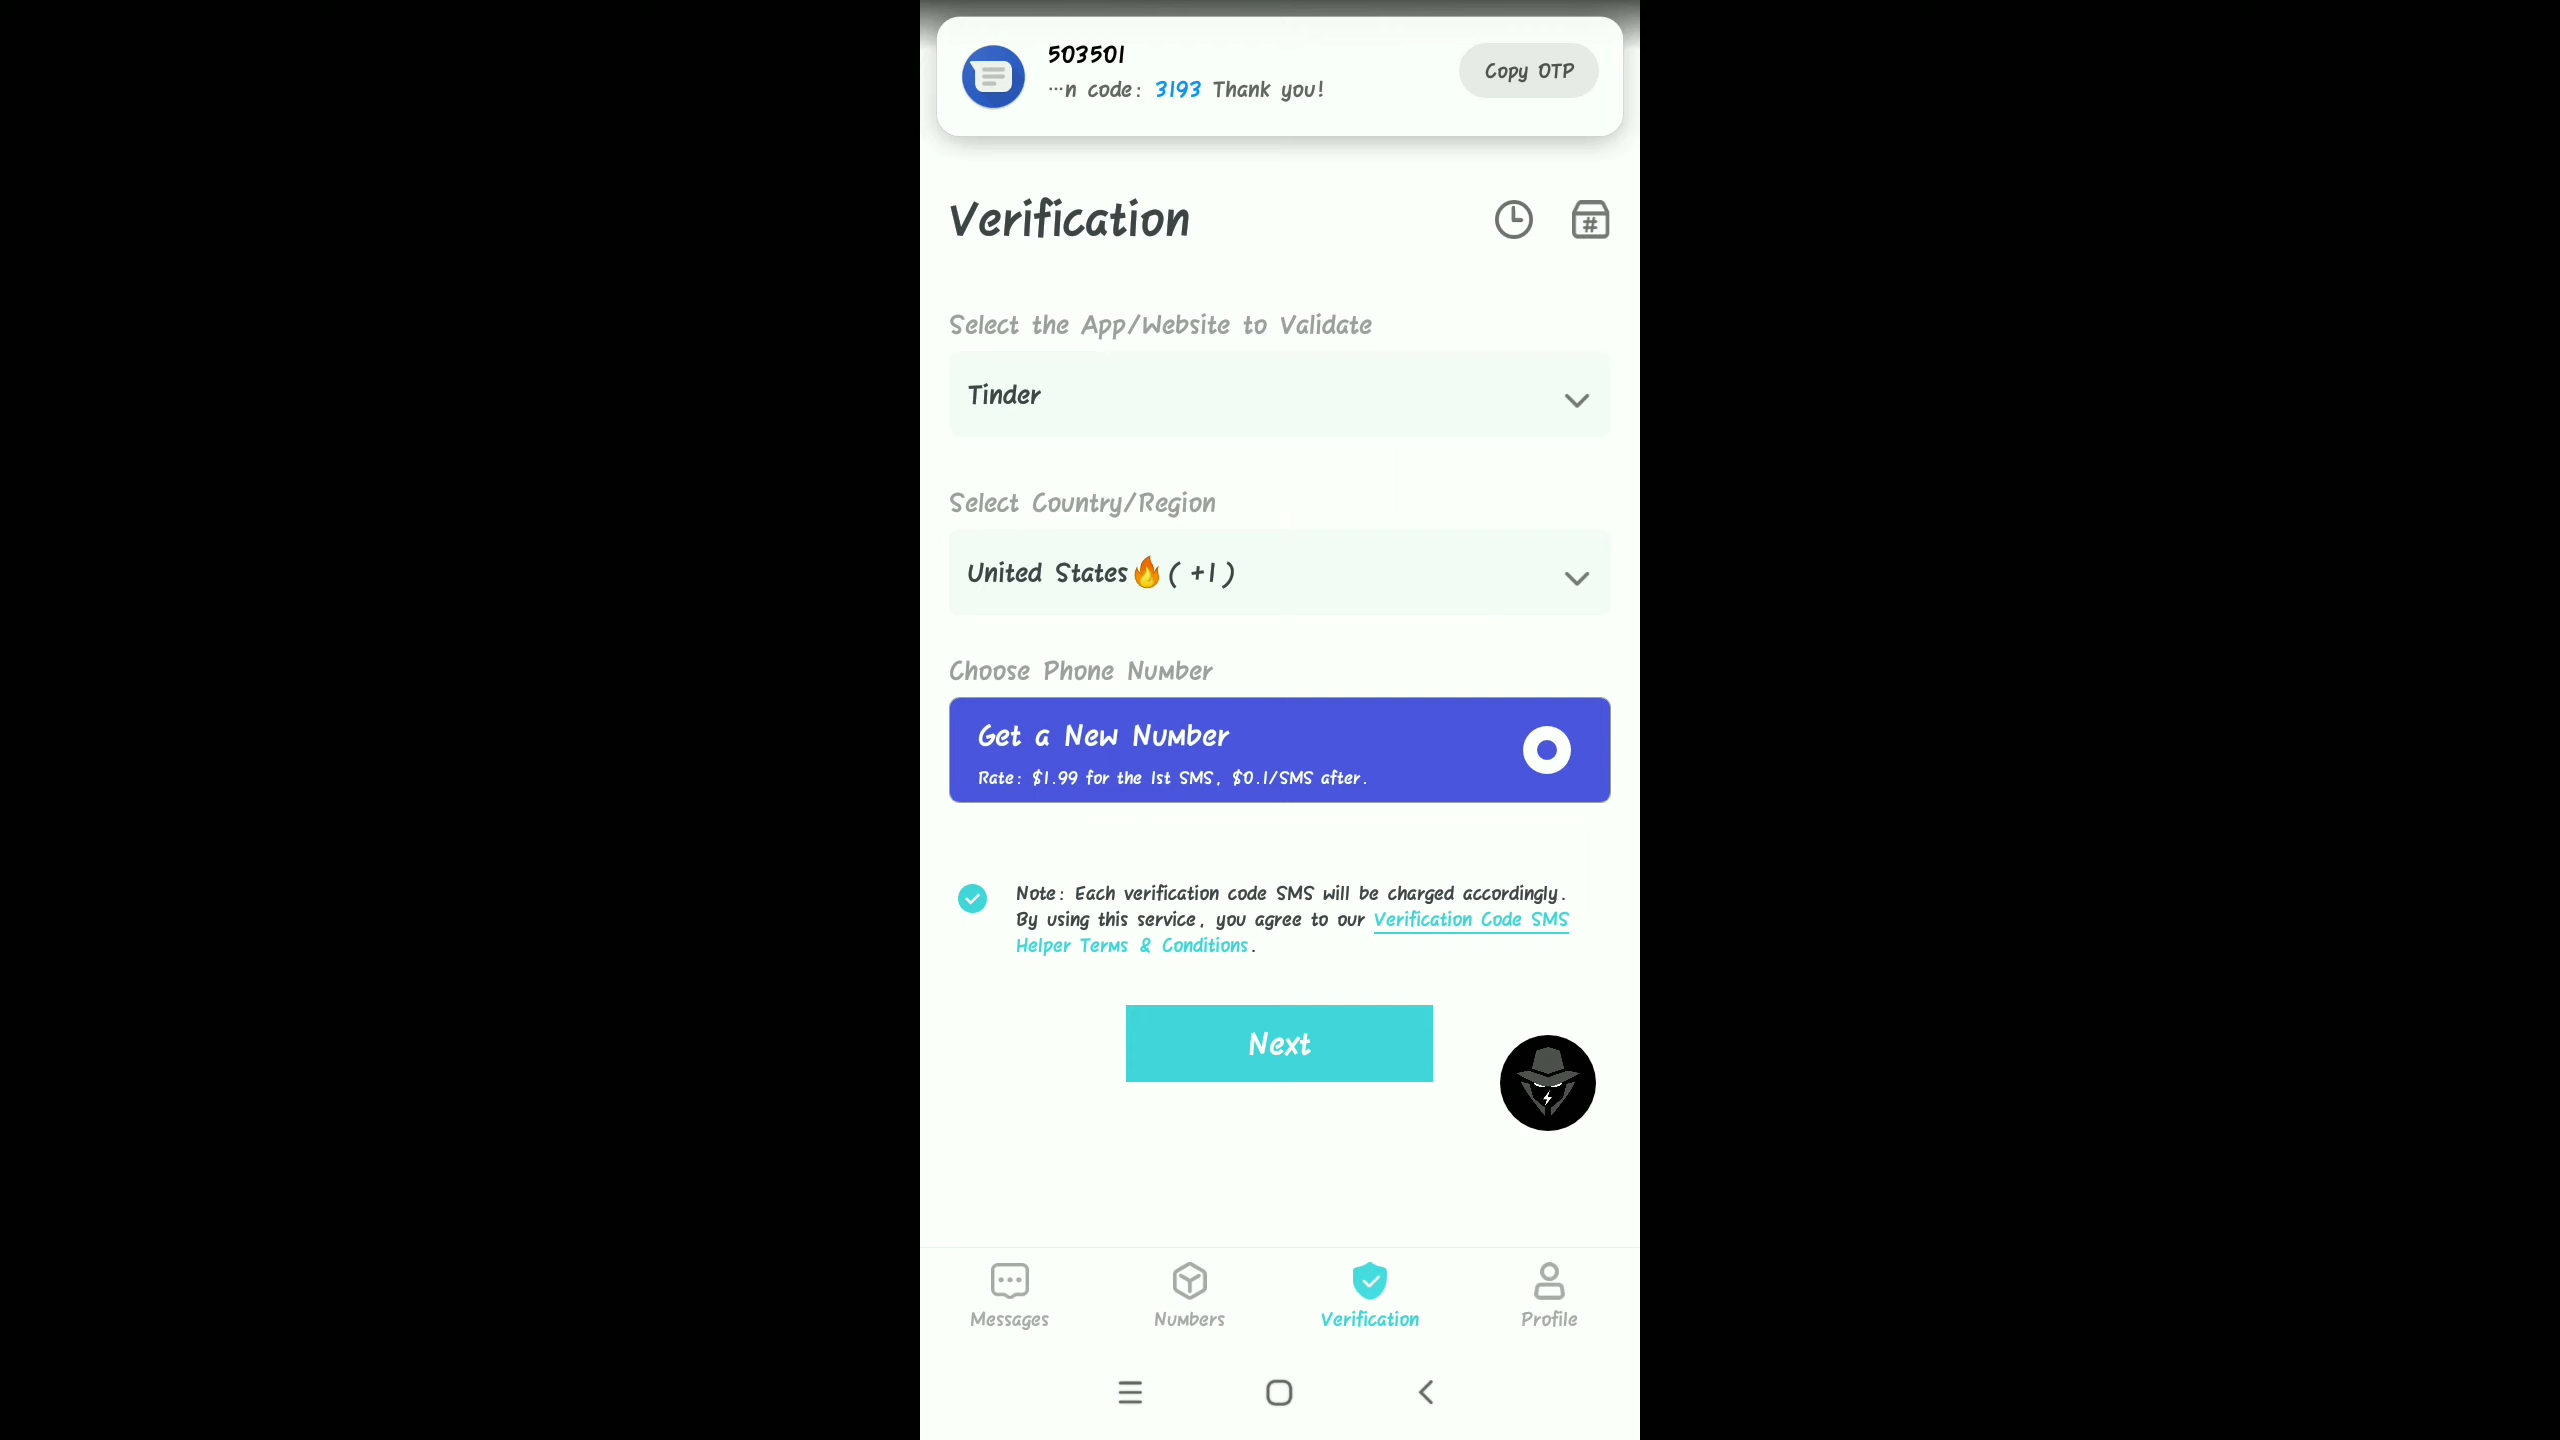 503501
...n code: 3193 Thank you!
Copy OTP
Verification
#
Select the App/Website to Validate
Tinder
Select Country/Region
United States🔥( +1 )
Choose Phone Number
Get a New Number
Rate: $1.99 for the 1st SMS, $0.1/SMS after.
Note: Each verification code SMS will be charged accordingly.
By using this service, you agree to our Verification Code SMS
Helper Terms & Conditions.
Next
Messages
Numbers
Verification
Profile